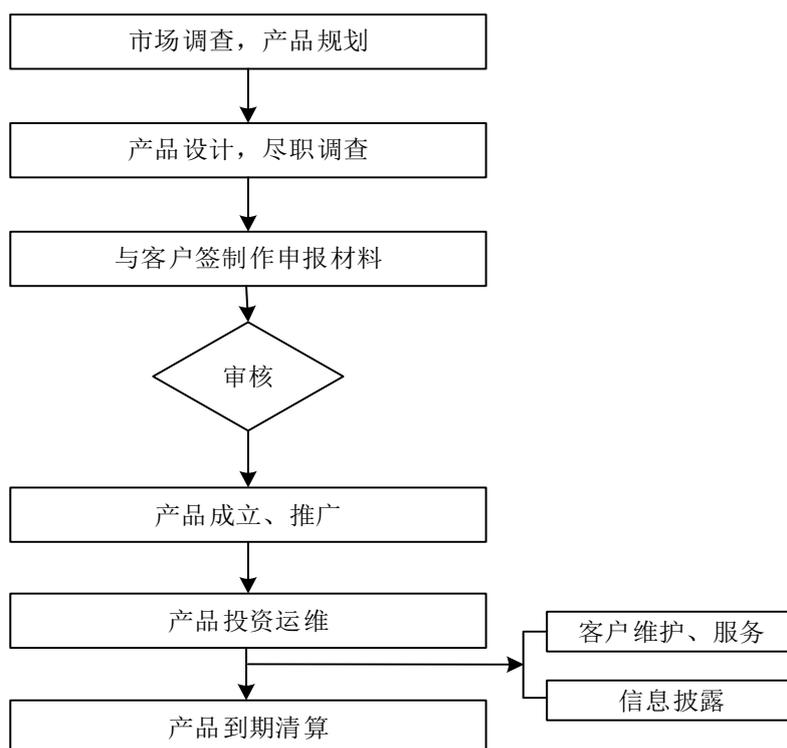 市场调查，产品规划
产品设计，尽职调查
与客户签制作申报材料
审核
产品成立、推广
产品投资运维
客户维护、服务
信息披露
产品到期清算